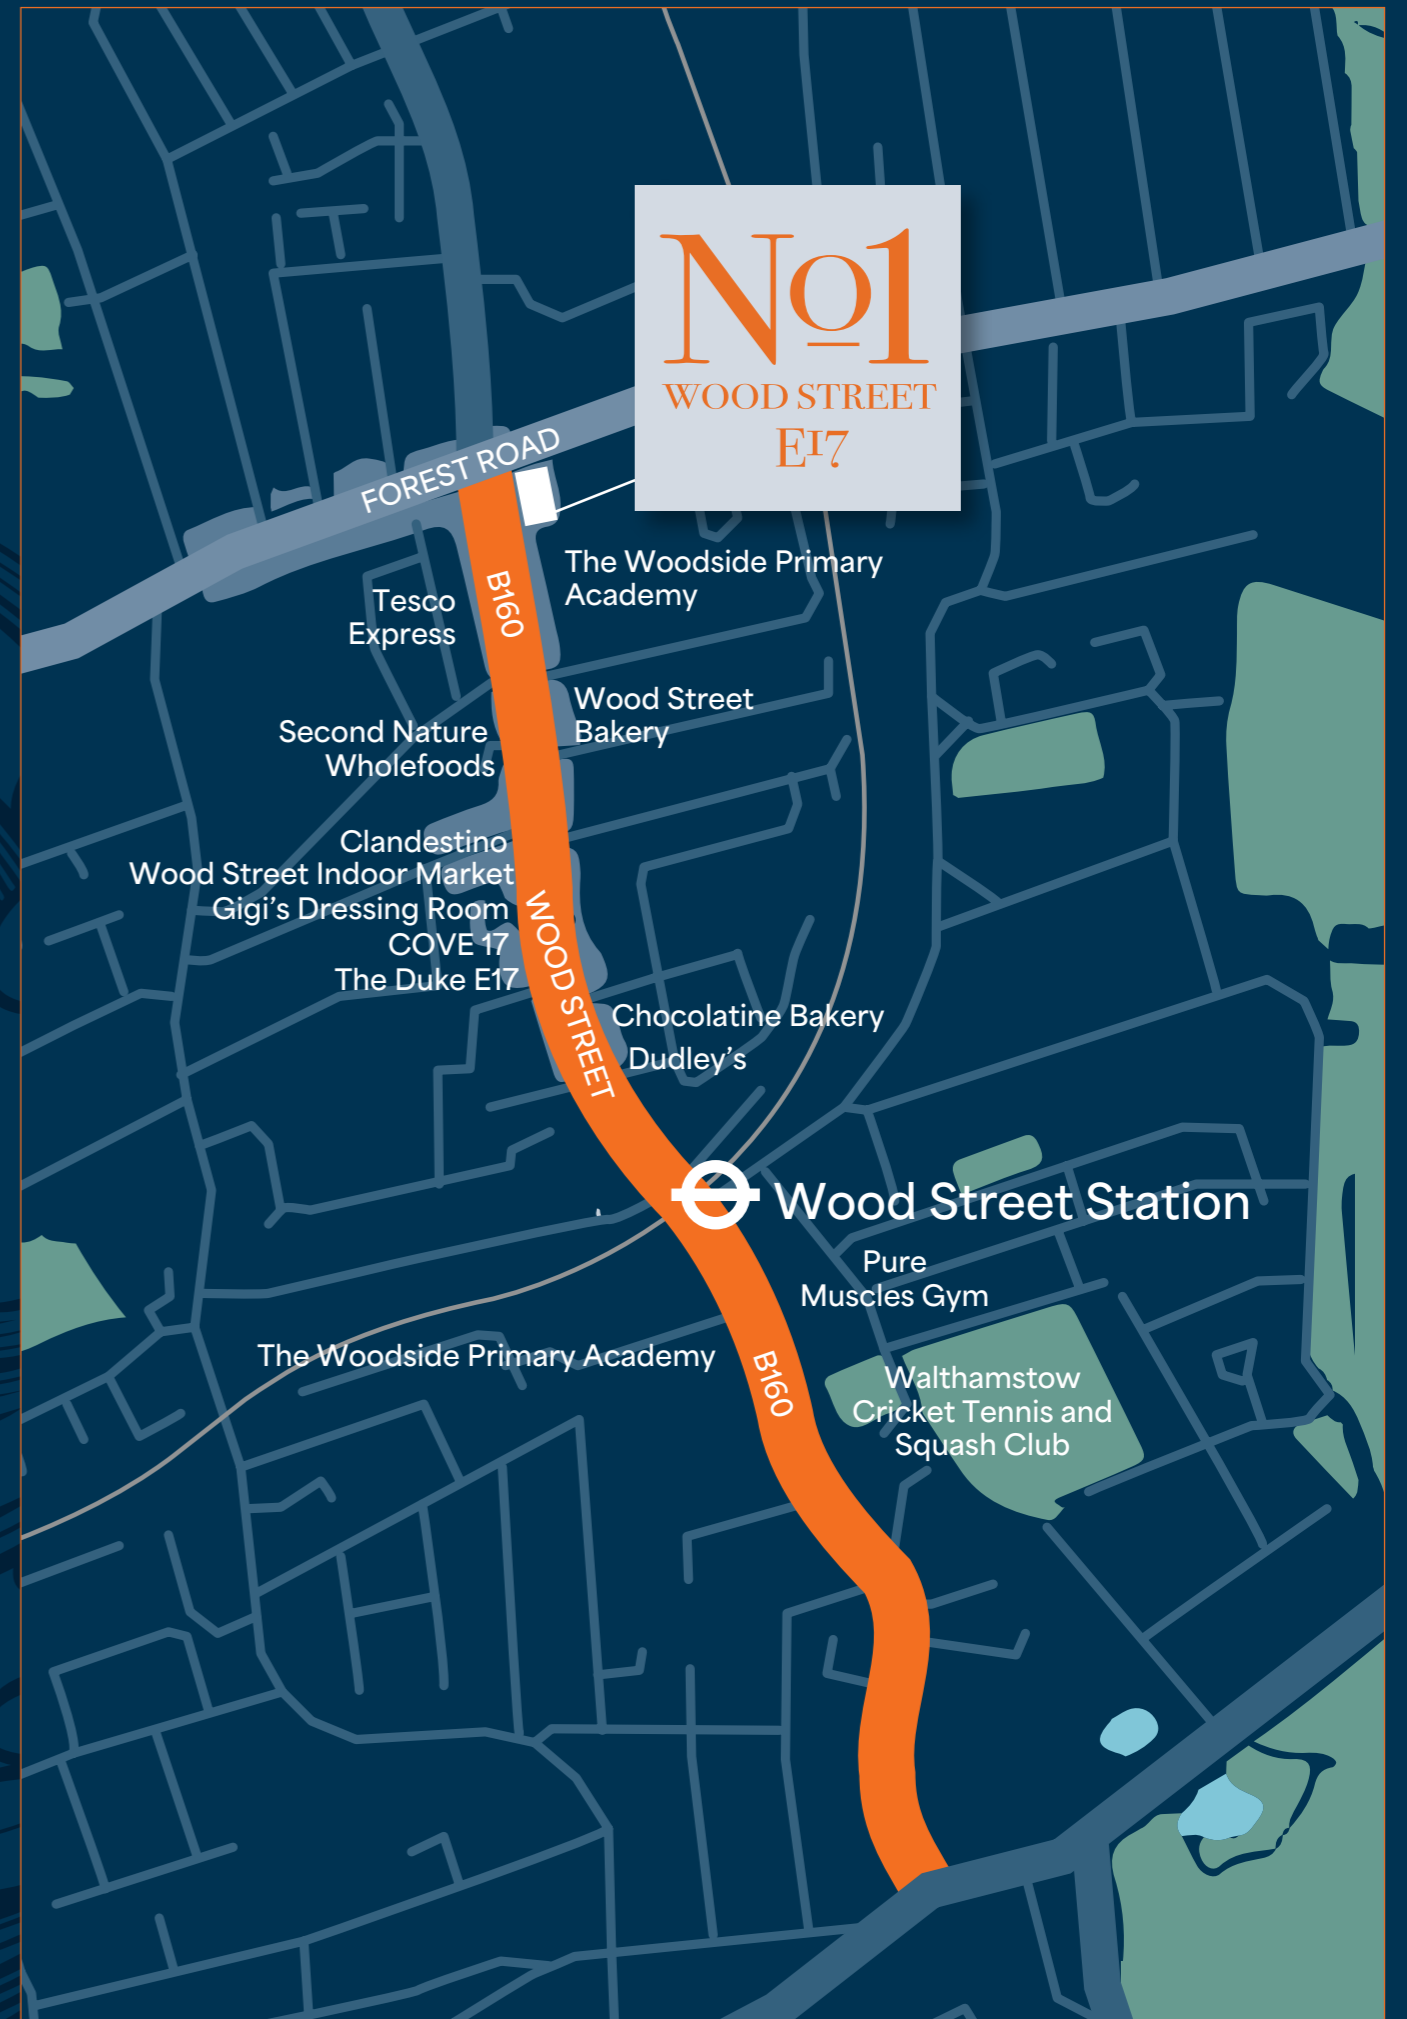 No1
WOOD STREET
E17
FOREST ROAD
B160
The Woodside Primary
Academy
Tesco
Express
Wood Street
Bakery
Second Nature
Wholefoods
Clandestino
Wood Street Indoor Market
Gigi’s Dressing Room
COVE 17
The Duke E17
WOOD STREET
Chocolatine Bakery
Dudley’s
Wood Street Station
Pure
Muscles Gym
The Woodside Primary Academy
B160
Walthamstow
Cricket Tennis and
Squash Club